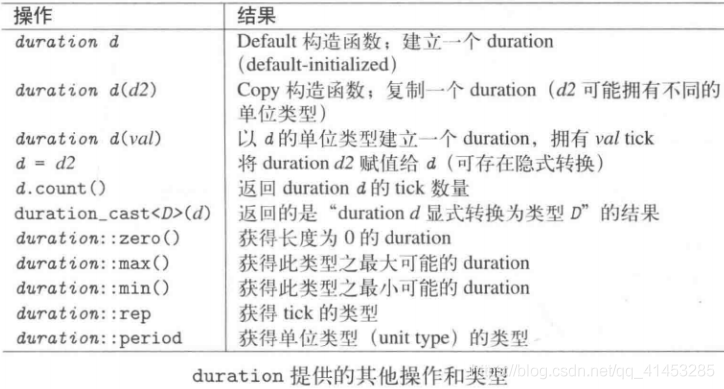 操作 结果
duration d Default 构造函数；建立一个 duration
(default-initialized)
duration d(d2) Copy 构造函数；复制一个 duration（d2 可能拥有不同的
单位类型）
duration d(val) 以 d 的单位类型建立一个 duration，拥有 val tick
d = d2 将 duration d2 赋值给 d（可存在隐式转换）
d.count() 返回 duration d 的 tick 数量
duration_cast<D>(d) 返回的是“duration d 显式转换为类型 D”的结果
duration::zero() 获得长度为 0 的 duration
duration::max() 获得此类型之最大可能的 duration
duration::min() 获得此类型之最小可能的 duration
duration::rep 获得 tick 的类型
duration::period 获得单位类型（unit type）的类型
duration 提供的其他操作和类型
blog.csdn.net/qq_41453285